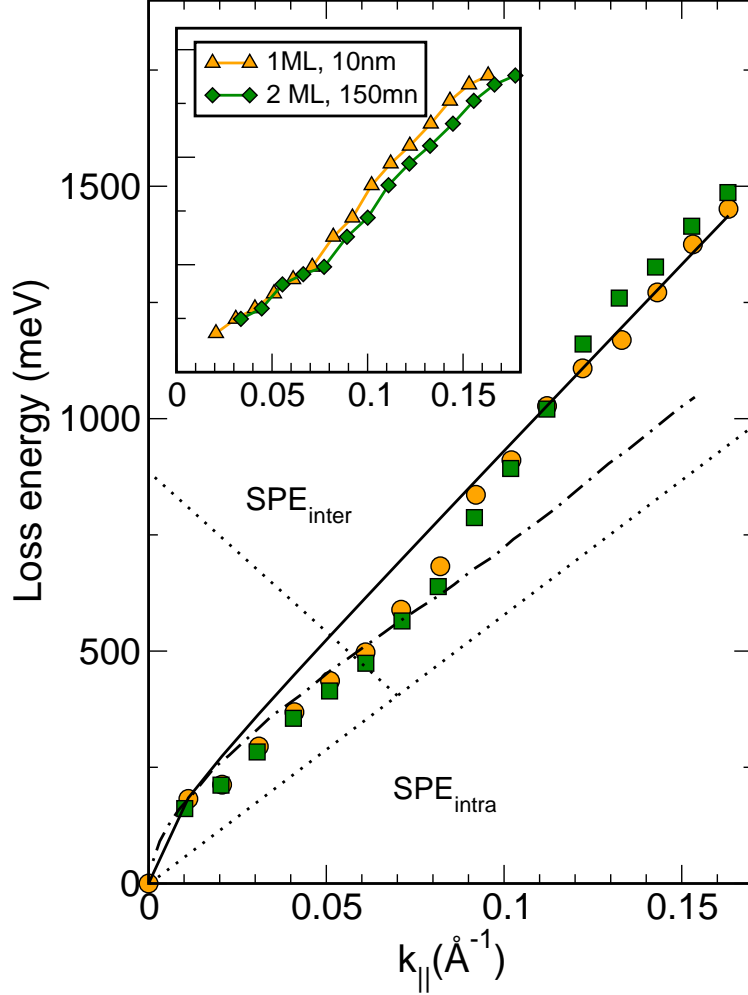 1ML, 10nm
2 ML, 150mn
0 0.05 0.1 0.15
1500
1000
500
0
Loss energy (meV)
SPE_inter
SPE_intra
0 0.05 0.1 0.15
k_||(Å⁻¹)